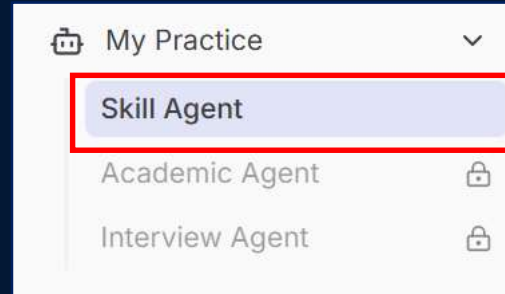 My Practice
Skill Agent
Academic Agent
Interview Agent